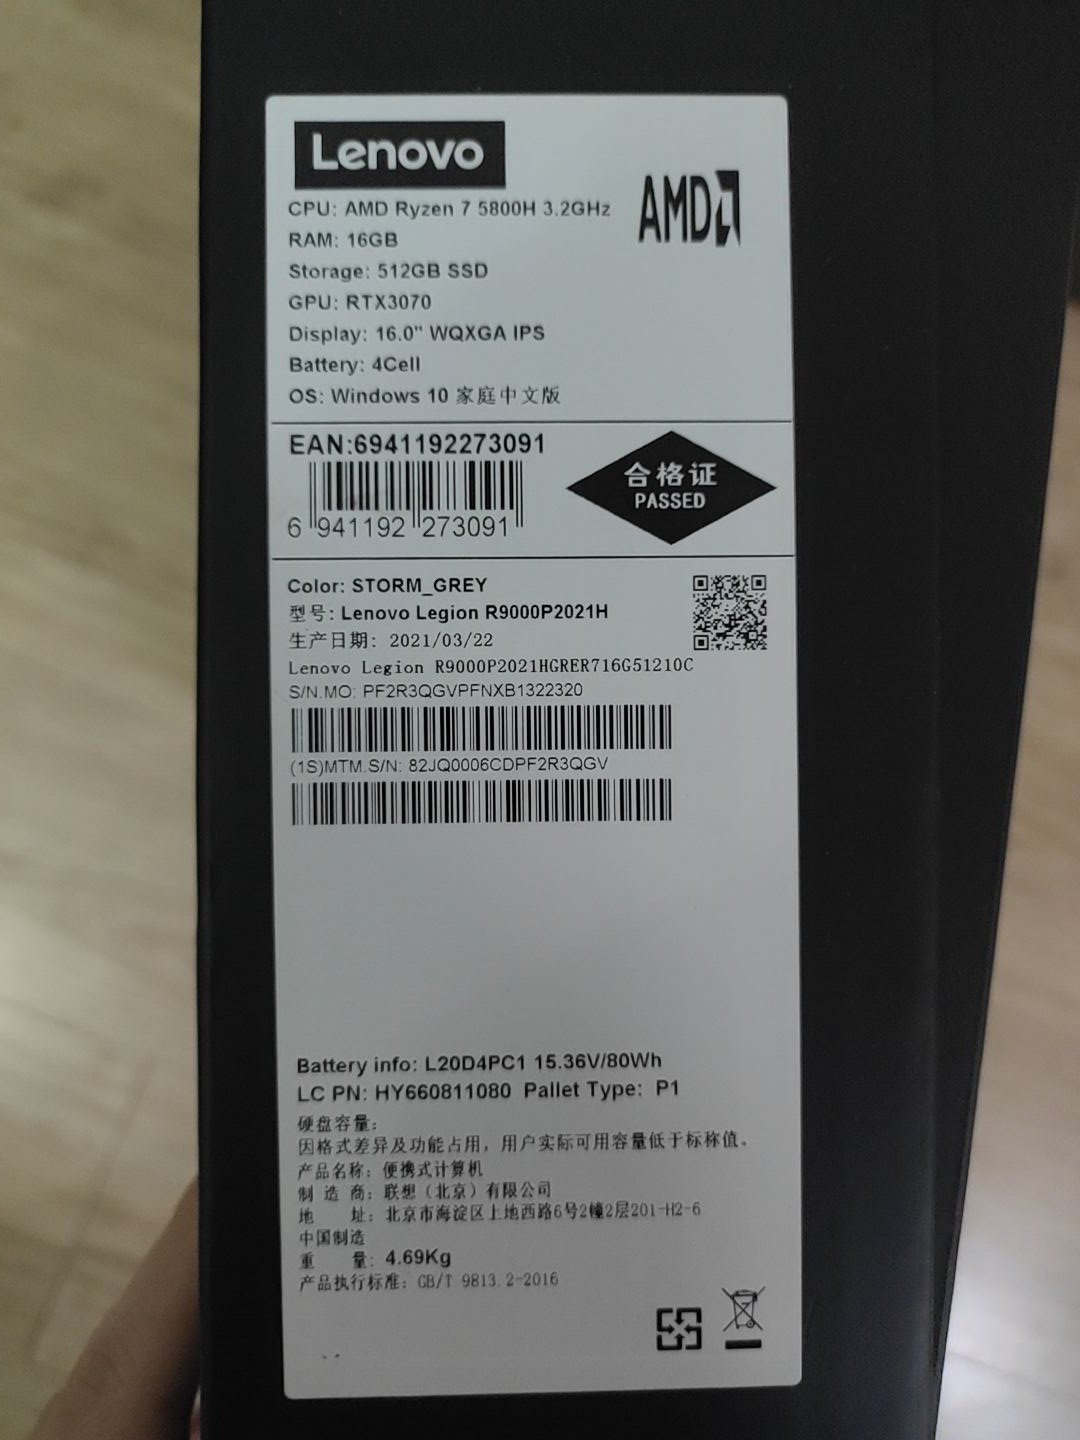 Lenovo
AMD
CPU: AMD Ryzen 7 5800H 3.2GHz
RAM: 16GB
Storage: 512GB SSD
GPU: RTX3070
Display: 16.0" WQXGA IPS
Battery: 4Cell
OS: Windows 10 家庭中文版
EAN:6941192273091
合格证
PASSED
6 941192 273091
Color: STORM_GREY
型号: Lenovo Legion R9000P2021H
生产日期: 2021/03/22
Lenovo Legion R9000P2021HGRER716G51210C
S/N.MO: PF2R3QGVPFNXB1322320
(1S)MTM.S/N: 82JQ0006CDPF2R3QGV
Battery info: L20D4PC1 15.36V/80Wh
LC PN: HY660811080 Pallet Type: P1
硬盘容量:
因格式差异及功能占用，用户实际可用容量低于标称值。
产品名称: 便携式计算机
制 造 商: 联想（北京）有限公司
地 址: 北京市海淀区上地西路6号2幢2层201-H2-6
中国制造
重 量: 4.69Kg
产品执行标准: GB/T 9813.2-2016